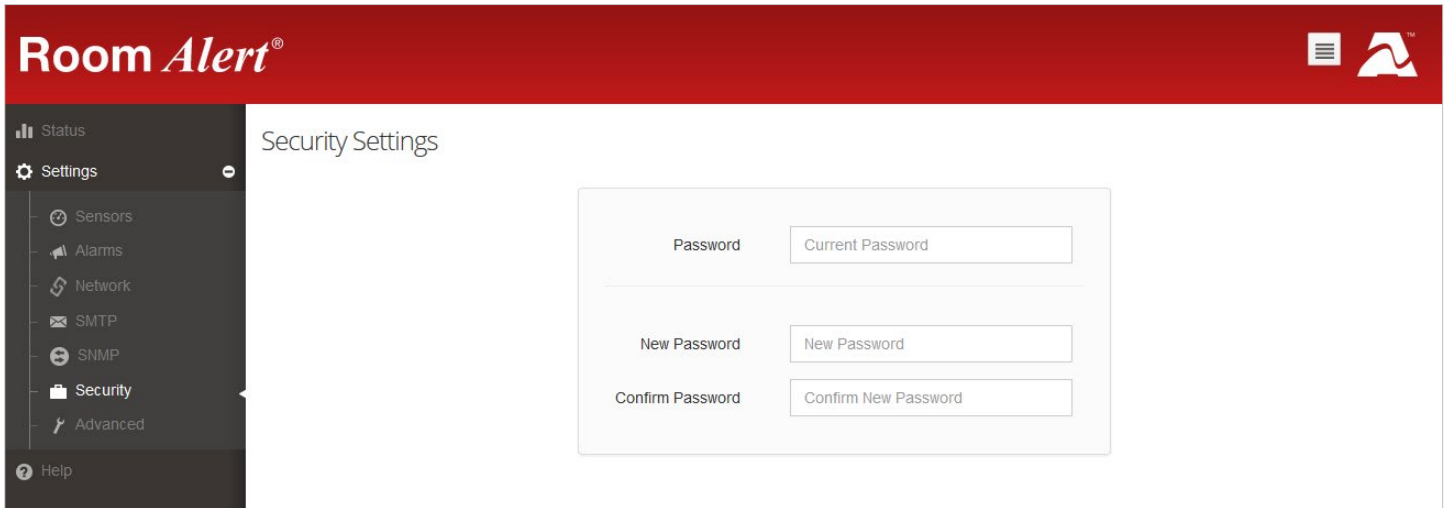 Room Alert®
™
Status
Settings
Sensors
Alarms
Network
SMTP
SNMP
Security
Advanced
Help
Security Settings
Password Current Password
New Password New Password
Confirm Password Confirm New Password